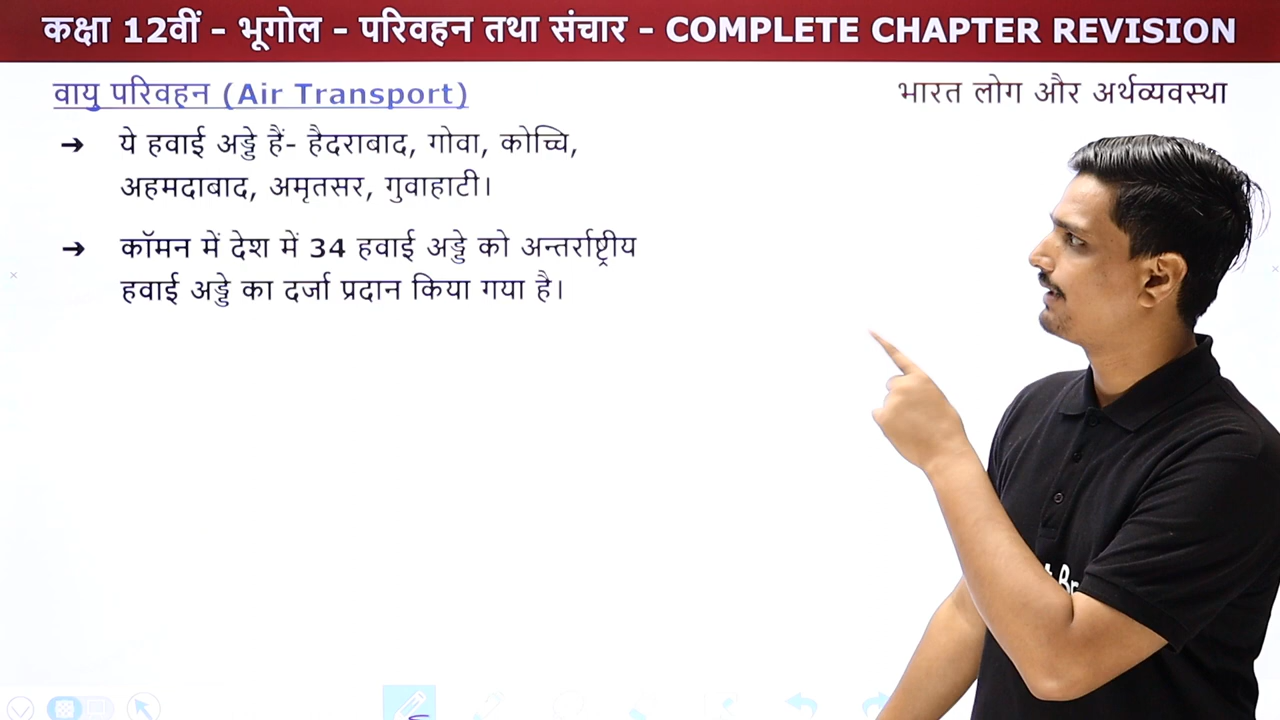 कक्षा 12वीं - भूगोल - परिवहन तथा संचार - COMPLETE CHAPTER REVISION
वायु परिवहन (Air Transport)
भारत लोग और अर्थव्यवस्था
➔ ये हवाई अड्डे हैं- हैदराबाद, गोवा, कोच्चि,
अहमदाबाद, अमृतसर, गुवाहाटी।
➔ कॉमन में देश में 34 हवाई अड्डे को अन्तर्राष्ट्रीय
हवाई अड्डे का दर्जा प्रदान किया गया है।